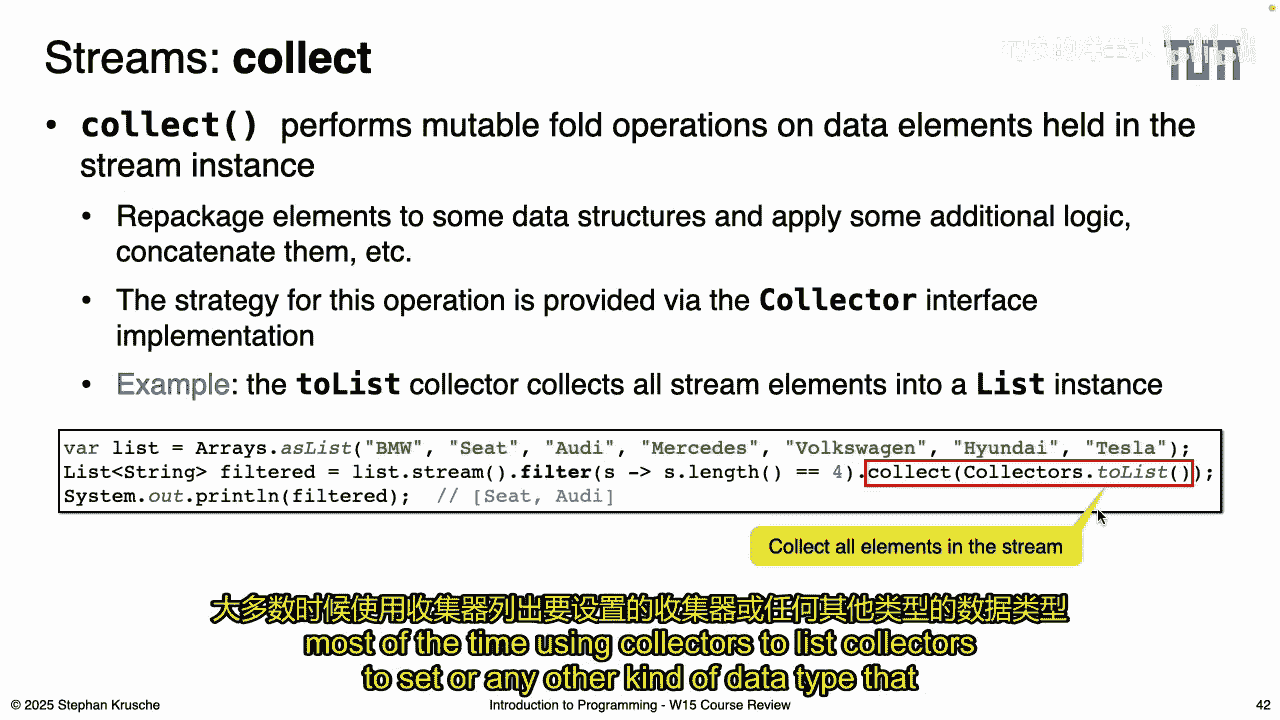 Streams: collect
• collect() performs mutable fold operations on data elements held in the
stream instance
• Repackage elements to some data structures and apply some additional logic,
concatenate them, etc.
• The strategy for this operation is provided via the Collector interface
implementation
• Example: the toList collector collects all stream elements into a List instance
var list = Arrays.asList("BMW", "Seat", "Audi", "Mercedes", "Volkswagen", "Hyundai", "Tesla");
List<String> filtered = list.stream().filter(s -> s.length() == 4).collect(Collectors.toList());
System.out.println(filtered); // [Seat, Audi]
Collect all elements in the stream
大多数时候使用收集器列出要设置的收集器或任何其他类型的数据类型
most of the time using collectors to list collectors
to set or any other kind of data type that
© 2025 Stephan Krusche
Introduction to Programming - W15 Course Review
42